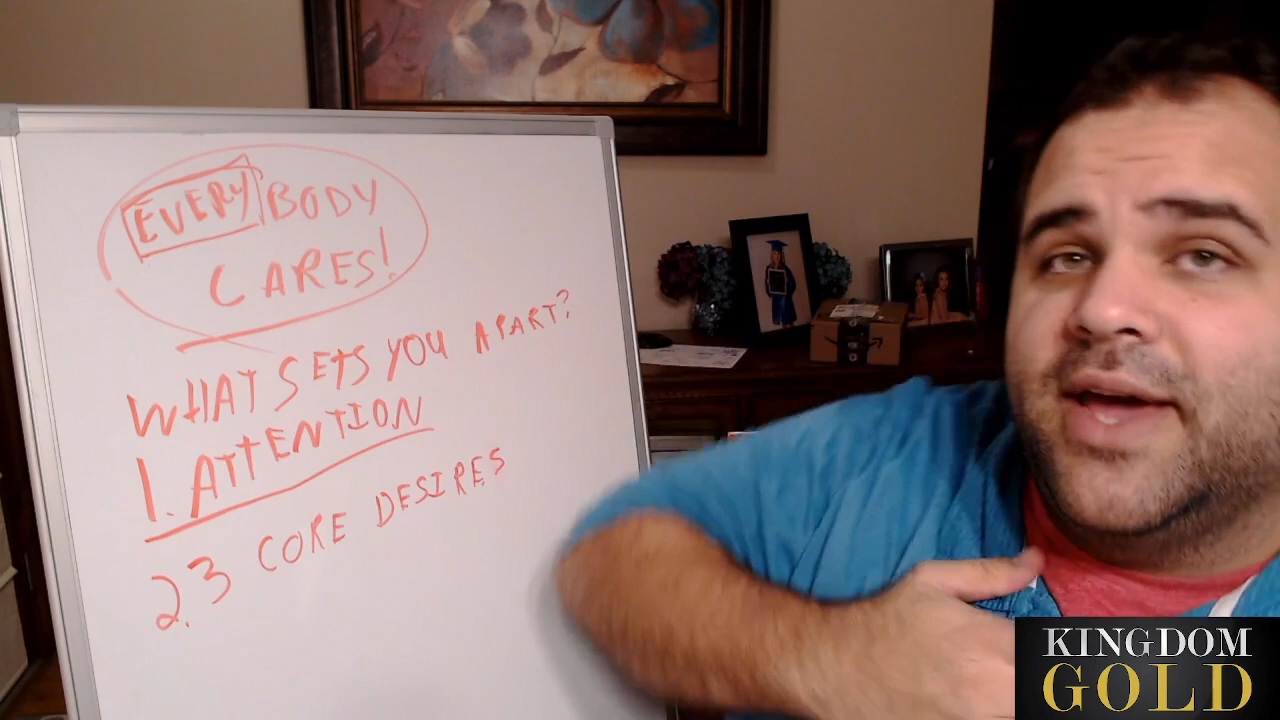 EVERYBODY
CARES!
WHAT SETS YOU APART?
1. ATTENTION
2. 3 CORE DESIRES
KINGDOM
GOLD